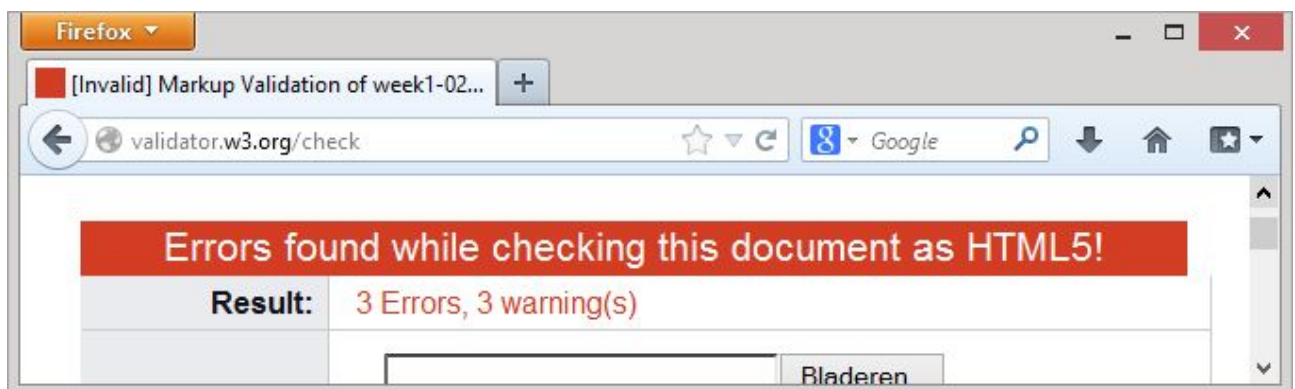 Firefox
[Invalid] Markup Validation of week1-02...
validator.w3.org/check
8 Google
Errors found while checking this document as HTML5!
Result: 3 Errors, 3 warning(s)
Bladeren